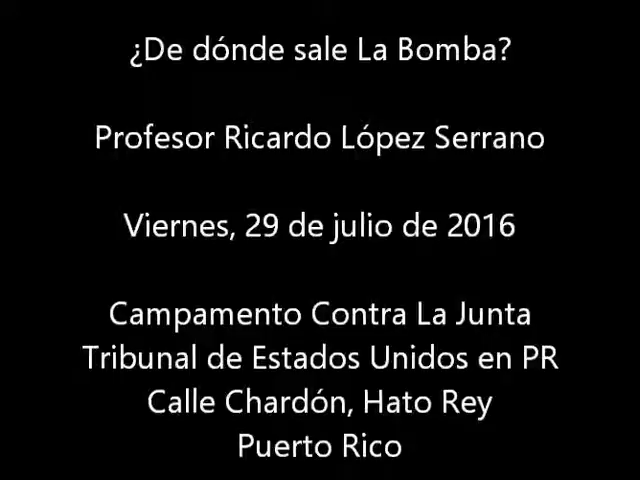 ¿De dónde sale La Bomba?
Profesor Ricardo López Serrano
Viernes, 29 de julio de 2016
Campamento Contra La Junta
Tribunal de Estados Unidos en PR
Calle Chardón, Hato Rey
Puerto Rico